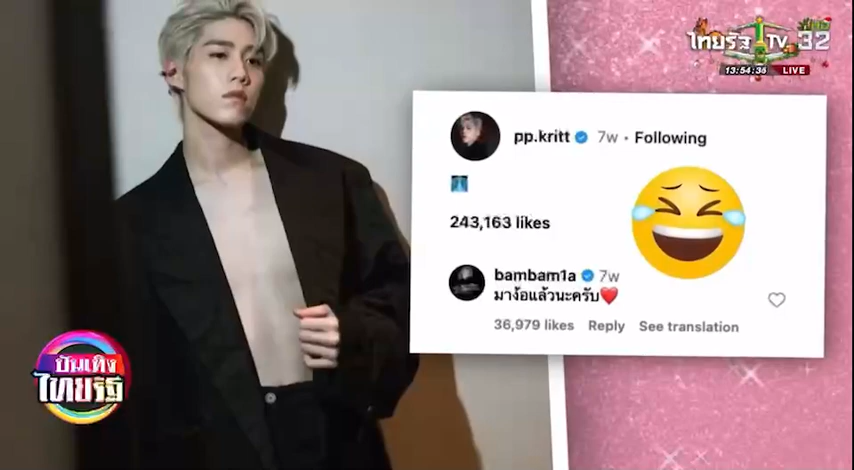 ไทยรัฐ TV 32
13:54:35 LIVE
pp.kritt 7w • Following
243,163 likes
bambam1a 7w
มาง้อแล้วนะครับ❤️
36,979 likes Reply See translation
บันเทิง
ไทยรัฐ